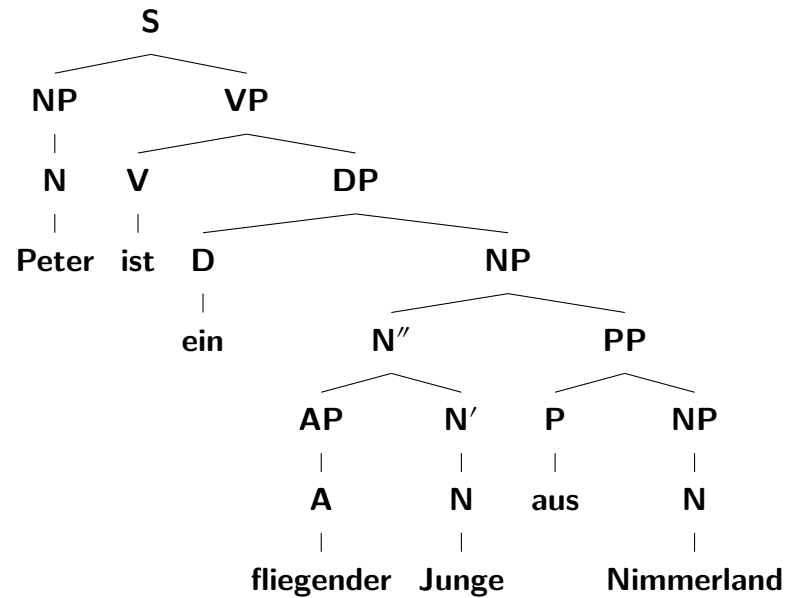 S
NP VP
N V DP
Peter ist D NP
ein N″ PP
AP N′ P NP
A N aus N
fliegender Junge Nimmerland